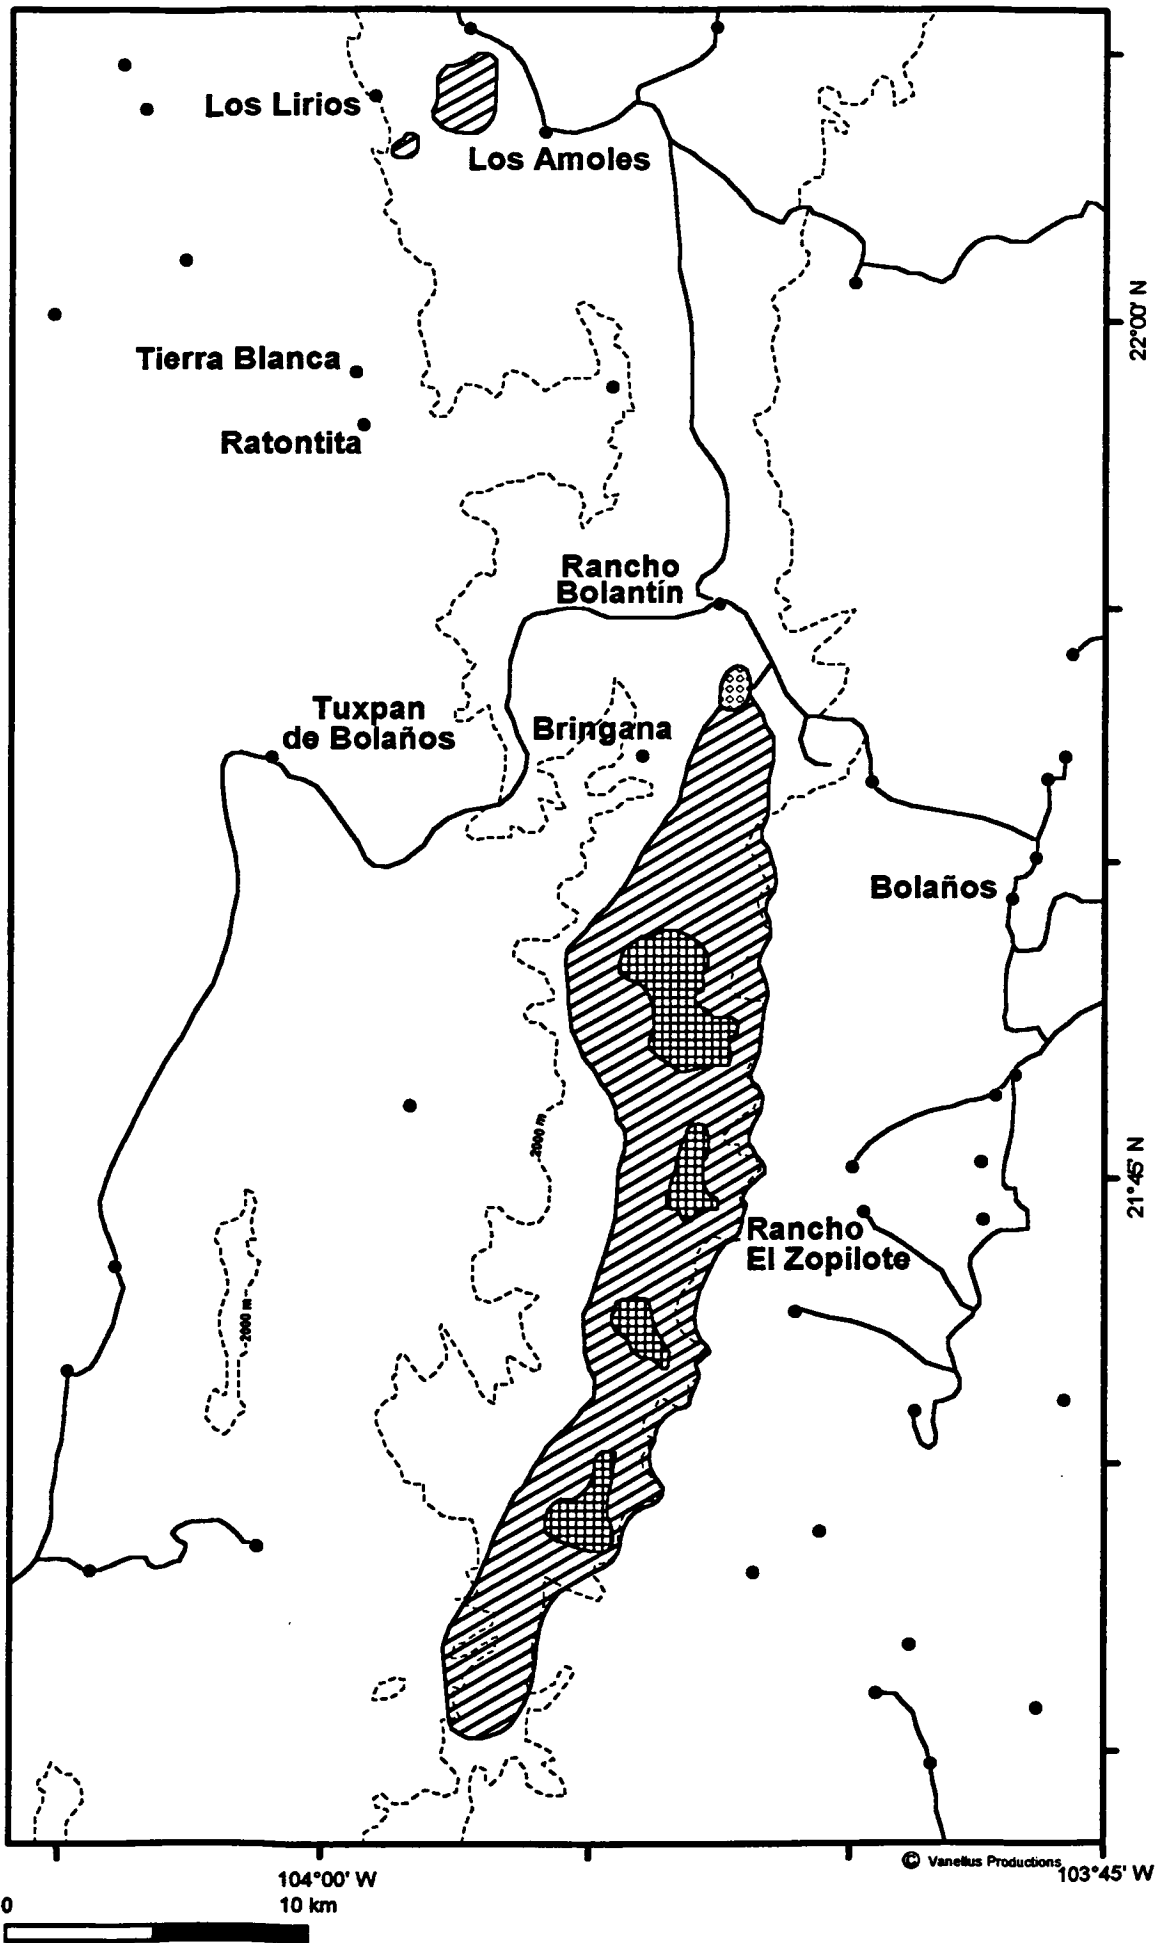 Los Lirios
Los Amoles
22°00' N
Tierra Blanca
Ratontita
Rancho
Bolantín
Tuxpan
de Bolaños
Bringana
Bolaños
2000 m
21°45' N
Rancho
El Zopilote
2000 m
© Vanellus Productions
104°00' W
103°45' W
0
10 km